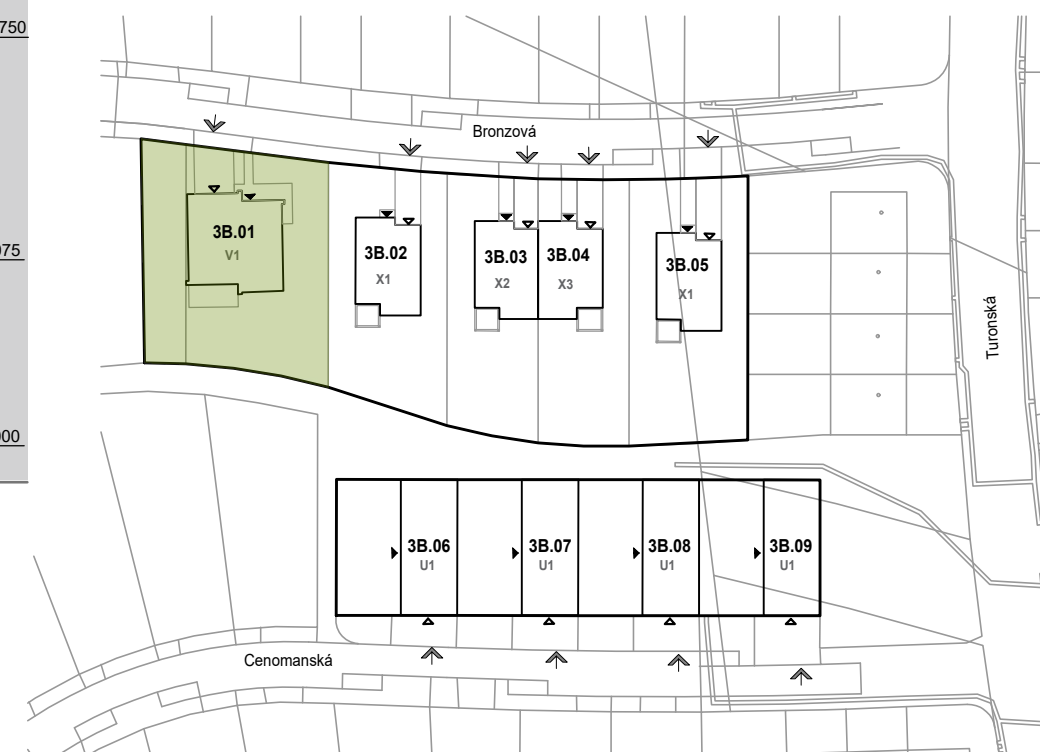 750
Bronzová
3B.01
V1
3B.02
X1
3B.03
X2
3B.04
X3
3B.05
X1
075
Turonská
00
3B.06
U1
3B.07
U1
3B.08
U1
3B.09
U1
Cenomanská